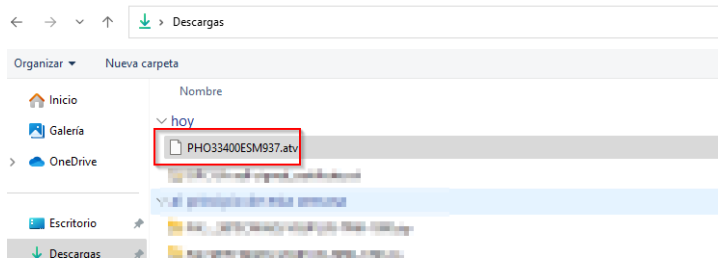 Descargas
Organizar Nueva carpeta
Inicio
Galería
OneDrive
Escritorio
Descargas
Nombre
hoy
PHO33400ESM937.atv